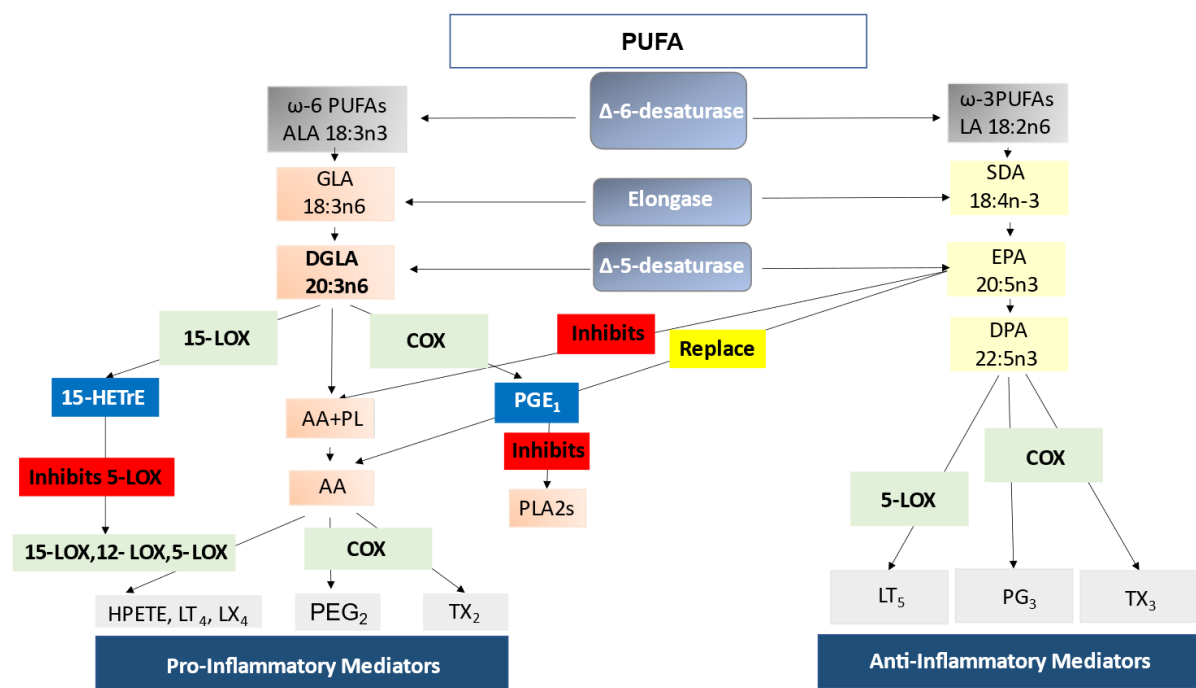 PUFA
ω-6 PUFAs
ALA 18:3n3
Δ-6-desaturase
ω-3PUFAs
LA 18:2n6
GLA
18:3n6
Elongase
SDA
18:4n-3
DGLA
20:3n6
Δ-5-desaturase
EPA
20:5n3
15-LOX
COX
Inhibits
Replace
DPA
22:5n3
15-HETrE
AA+PL
PGE₁
Inhibits 5-LOX
AA
Inhibits
PLA2s
5-LOX
COX
15-LOX,12- LOX,5-LOX
COX
HPETE, LT₄, LX₄
PEG₂
TX₂
LT₅
PG₃
TX₃
Pro-Inflammatory Mediators
Anti-Inflammatory Mediators